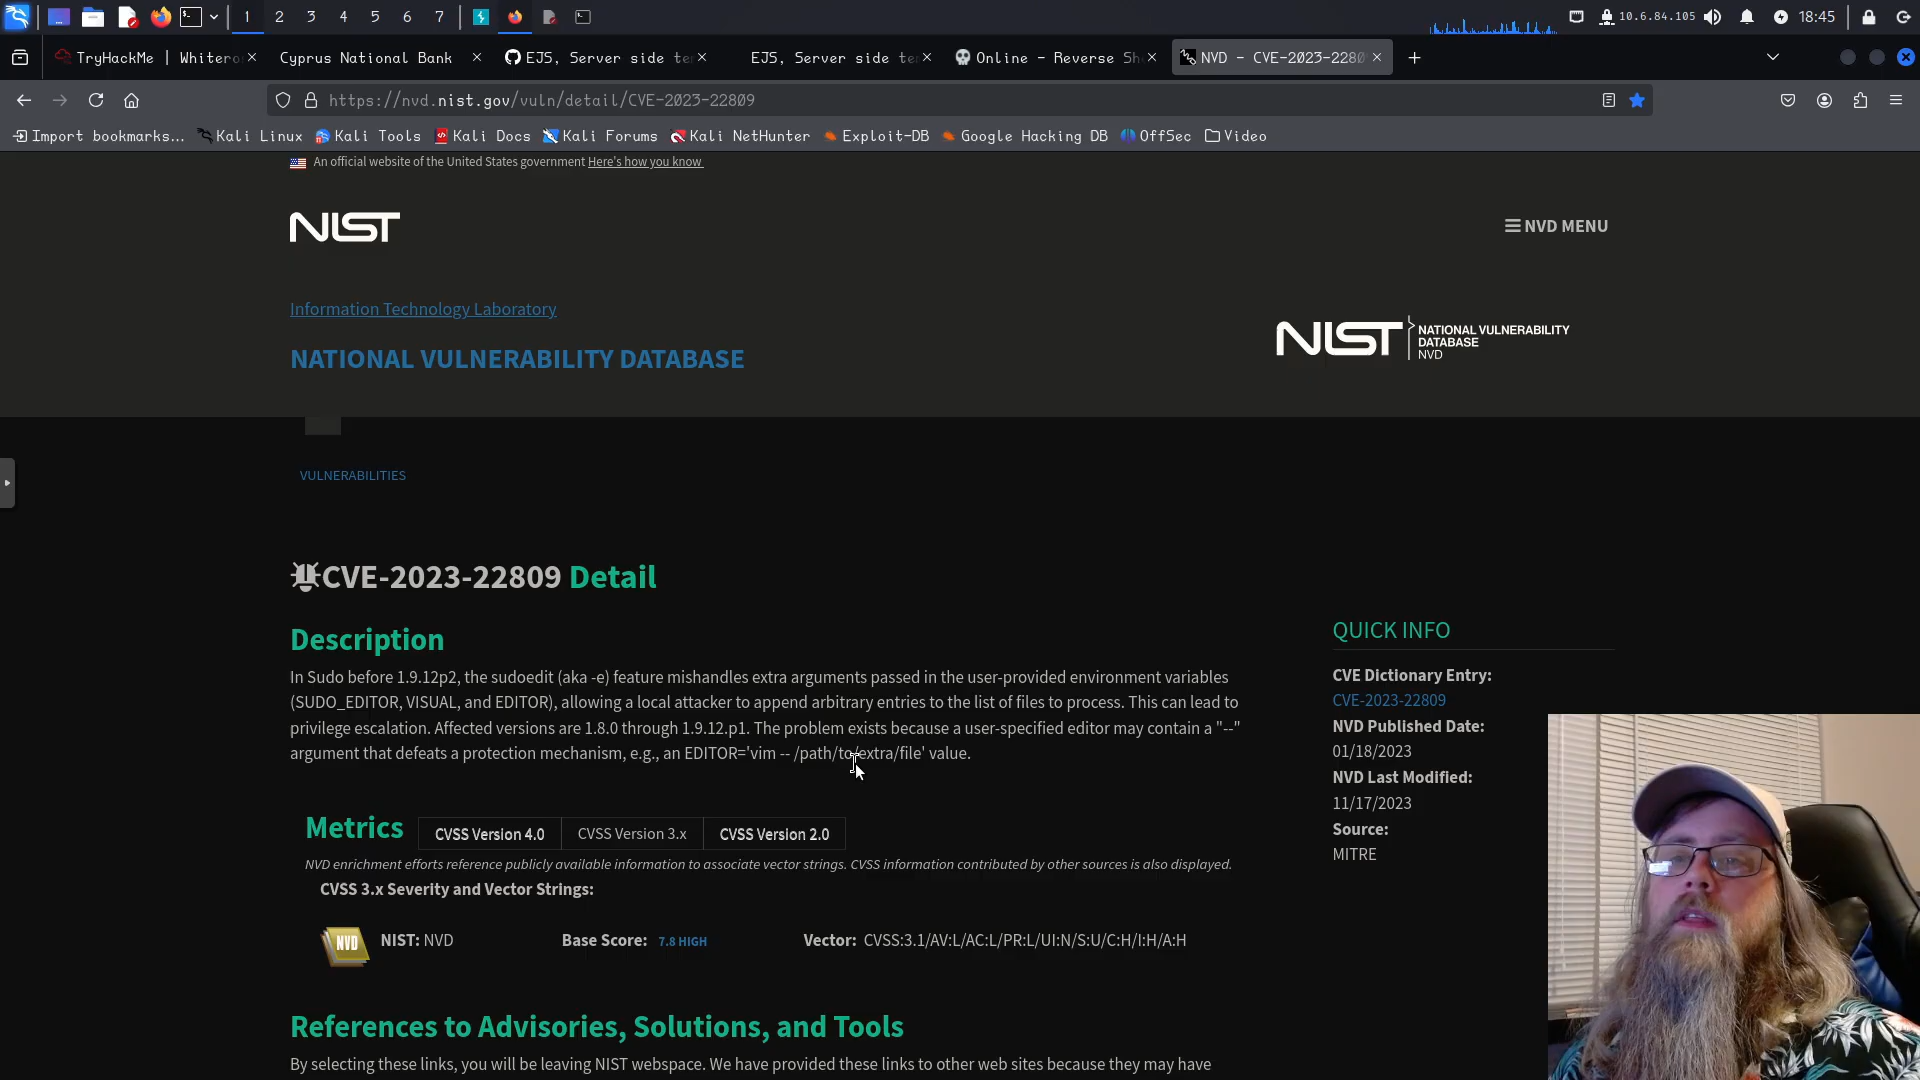 1 2 3 4 5 6 7 10.6.84.105 18:45
TryHackMe | Whitero
Cyprus National Bank
EJS, Server side te
EJS, Server side te
Online - Reverse Sh
NVD - CVE-2023-2280
https://nvd.nist.gov/vuln/detail/CVE-2023-22809
Import bookmarks... Kali Linux Kali Tools Kali Docs Kali Forums Kali NetHunter Exploit-DB Google Hacking DB OffSec Video
An official website of the United States government Here's how you know
NIST
NVD MENU
Information Technology Laboratory
NATIONAL VULNERABILITY DATABASE
NIST NATIONAL VULNERABILITY
DATABASE
NVD
VULNERABILITIES
CVE-2023-22809 Detail
Description
In Sudo before 1.9.12p2, the sudoedit (aka -e) feature mishandles extra arguments passed in the user-provided environment variables
(SUDO_EDITOR, VISUAL, and EDITOR), allowing a local attacker to append arbitrary entries to the list of files to process. This can lead to
privilege escalation. Affected versions are 1.8.0 through 1.9.12.p1. The problem exists because a user-specified editor may contain a "--"
argument that defeats a protection mechanism, e.g., an EDITOR='vim -- /path/to/extra/file' value.
QUICK INFO
CVE Dictionary Entry:
CVE-2023-22809
NVD Published Date:
01/18/2023
NVD Last Modified:
11/17/2023
Source:
MITRE
Metrics CVSS Version 4.0 CVSS Version 3.x CVSS Version 2.0
NVD enrichment efforts reference publicly available information to associate vector strings. CVSS information contributed by other sources is also displayed.
CVSS 3.x Severity and Vector Strings:
NVD NIST: NVD Base Score: 7.8 HIGH Vector: CVSS:3.1/AV:L/AC:L/PR:L/UI:N/S:U/C:H/I:H/A:H
References to Advisories, Solutions, and Tools
By selecting these links, you will be leaving NIST webspace. We have provided these links to other web sites because they may have